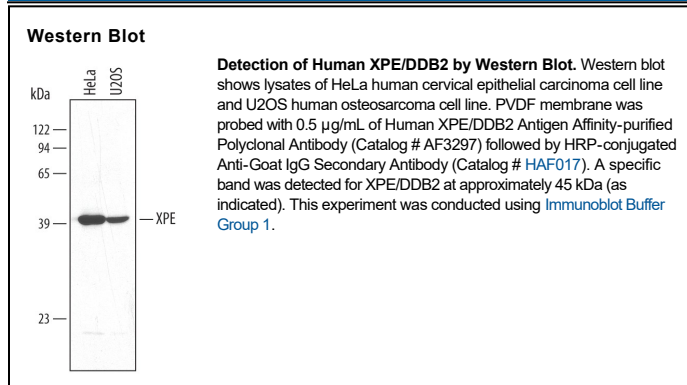 Western Blot
kDa
HeLa
U2OS
122
94
65
39
23
XPE
Detection of Human XPE/DDB2 by Western Blot. Western blot
shows lysates of HeLa human cervical epithelial carcinoma cell line
and U2OS human osteosarcoma cell line. PVDF membrane was
probed with 0.5 µg/mL of Human XPE/DDB2 Antigen Affinity-purified
Polyclonal Antibody (Catalog # AF3297) followed by HRP-conjugated
Anti-Goat IgG Secondary Antibody (Catalog # HAF017). A specific
band was detected for XPE/DDB2 at approximately 45 kDa (as
indicated). This experiment was conducted using Immunoblot Buffer
Group 1.